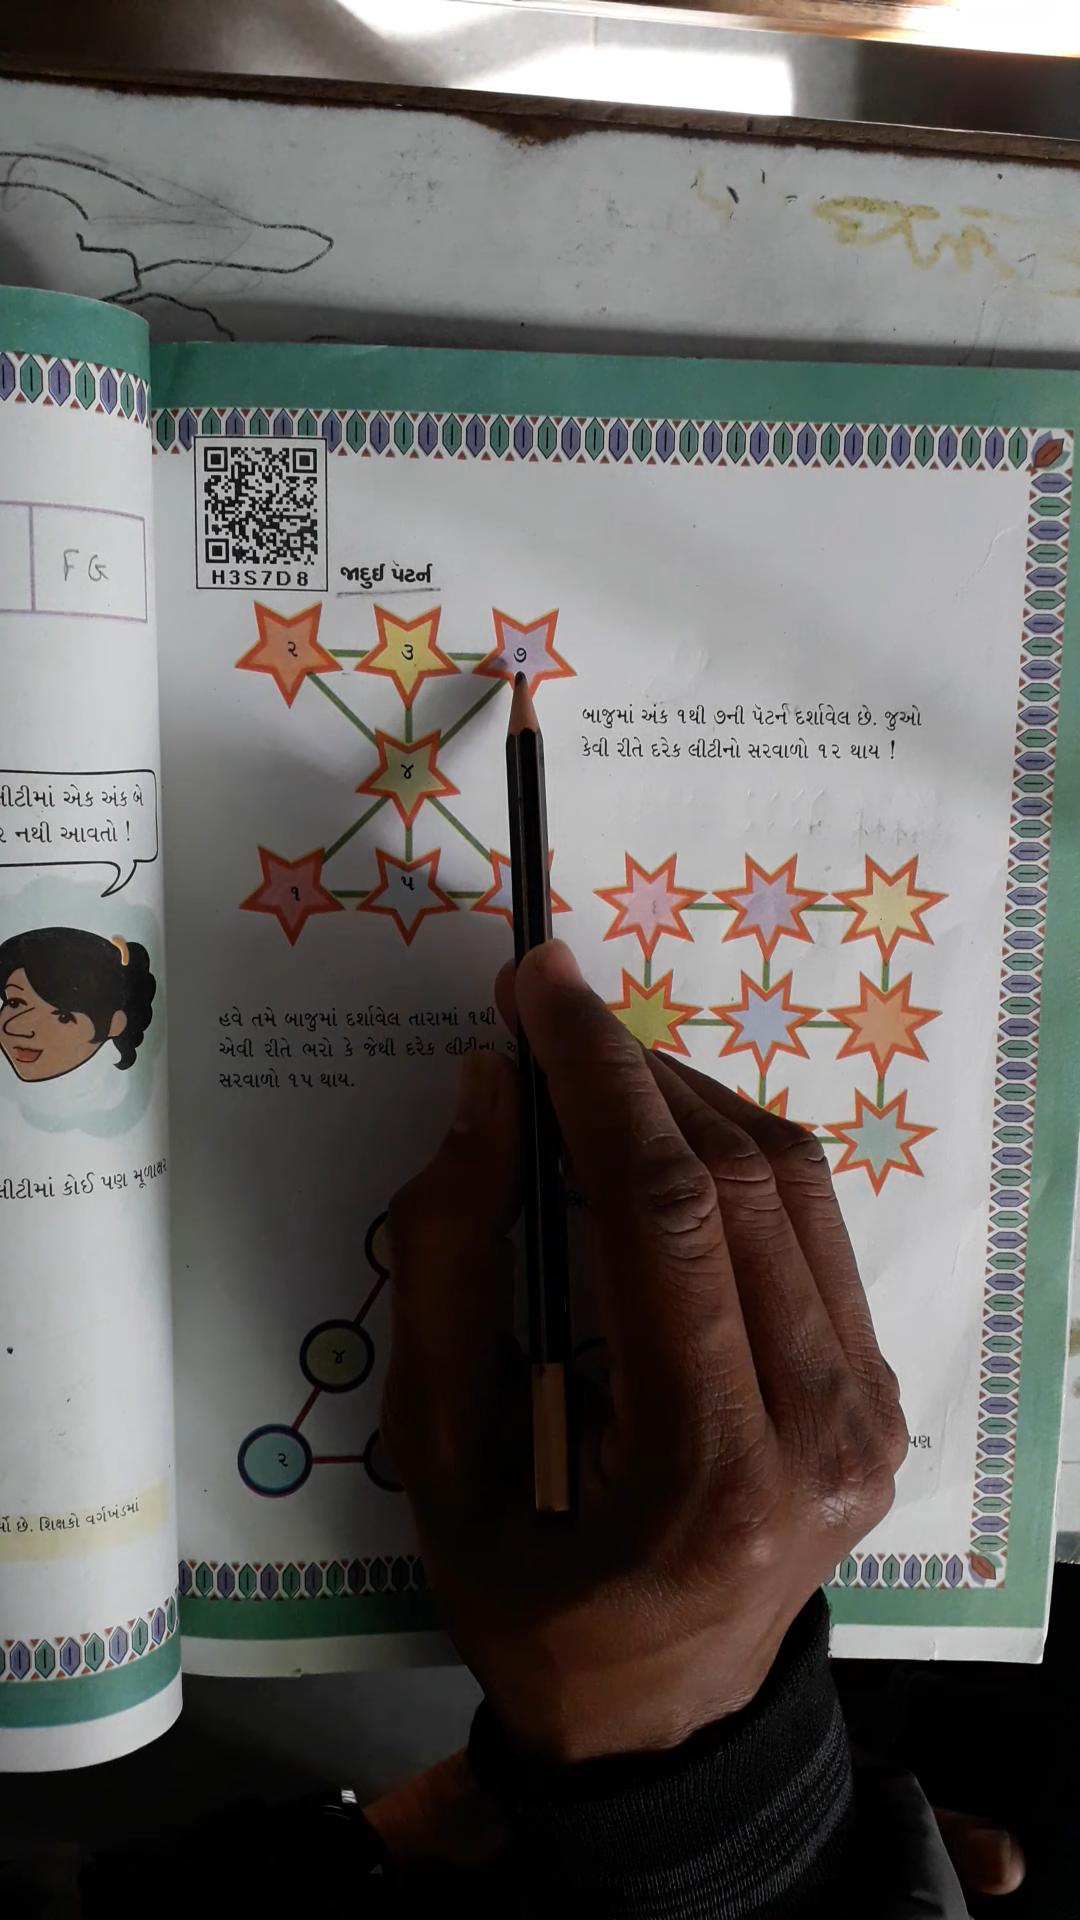 FG
H3S7D8
જાદુઈ પૅટર્ન
૨ ૩ ૭
૪
૧ ૫
બાજુમાં અંક ૧થી ૭ની પૅટર્ન દર્શાવેલ છે. જુઓ
કેવી રીતે દરેક લીટીનો સરવાળો ૧૨ થાય !
એક અંક બે
નથી આવતો !
હવે તમે બાજુમાં દર્શાવેલ તારામાં ૧થી
એવી રીતે ભરો કે જેથી દરેક લીટીના
સરવાળો ૧૫ થાય.
લીટીમાં કોઈ પણ મૂળાક્ષર
૪
૨
પણ
છે. શિક્ષકો વર્ગખંડમાં